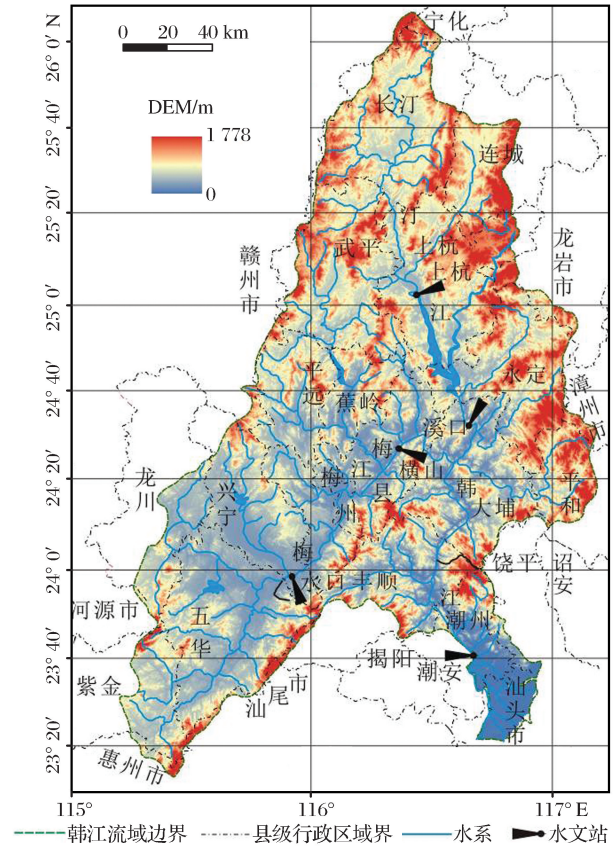 宁化
0 20 40 km
26° 0′ N
DEM/m
1 778
0
长汀
25° 40′
连城
25° 20′
汀
武平
上杭
上杭
龙岩市
赣州市
25° 0′
江
平远
永定
漳州市
24° 40′
蕉岭
溪口
梅
横山
24° 20′
龙川
兴宁
梅州
江
县
韩
大埔
平和
24° 0′
梅
水口
丰顺
饶平
诏安
河源市
五华
江
潮州
23° 40′
揭阳
潮安
紫金
汕尾市
汕头市
23° 20′
惠州市
115° 116° 117° E
韩江流域边界 县级行政区域界 水系 水文站